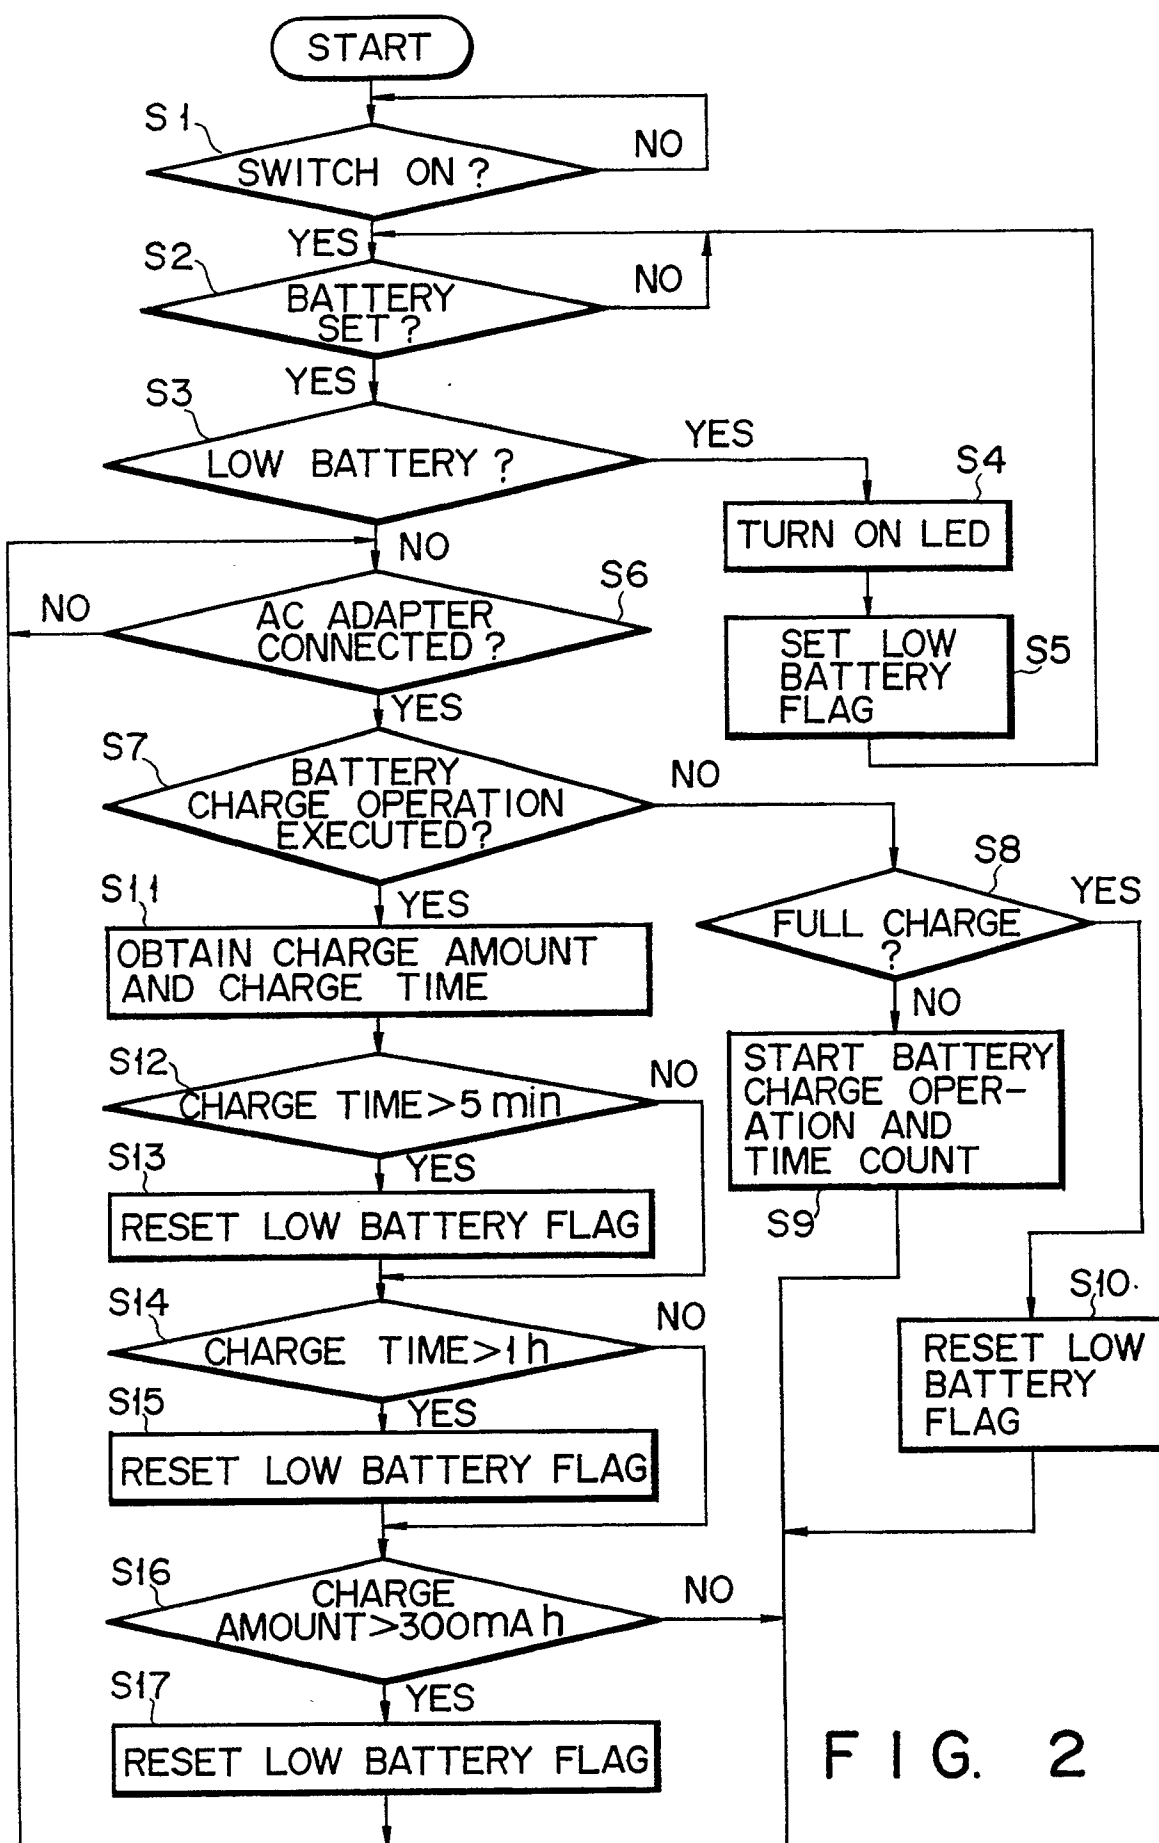 START
S1
SWITCH ON?
NO
YES
S2
BATTERY
SET?
NO
YES
S3
LOW BATTERY?
YES
S4
TURN ON LED
NO
S6
AC ADAPTER
CONNECTED?
NO
S5
SET LOW
BATTERY
FLAG
YES
S7
BATTERY
CHARGE OPERATION
EXECUTED?
NO
S8
FULL CHARGE
?
YES
S11
YES
OBTAIN CHARGE AMOUNT
AND CHARGE TIME
NO
START BATTERY
CHARGE OPER-
ATION AND
TIME COUNT
S9
S12
CHARGE TIME>5min
NO
S13
YES
RESET LOW BATTERY FLAG
S14
CHARGE TIME>1h
NO
S10
RESET LOW
BATTERY
FLAG
S15
YES
RESET LOW BATTERY FLAG
S16
CHARGE
AMOUNT>300mAh
NO
S17
YES
RESET LOW BATTERY FLAG
FIG. 2